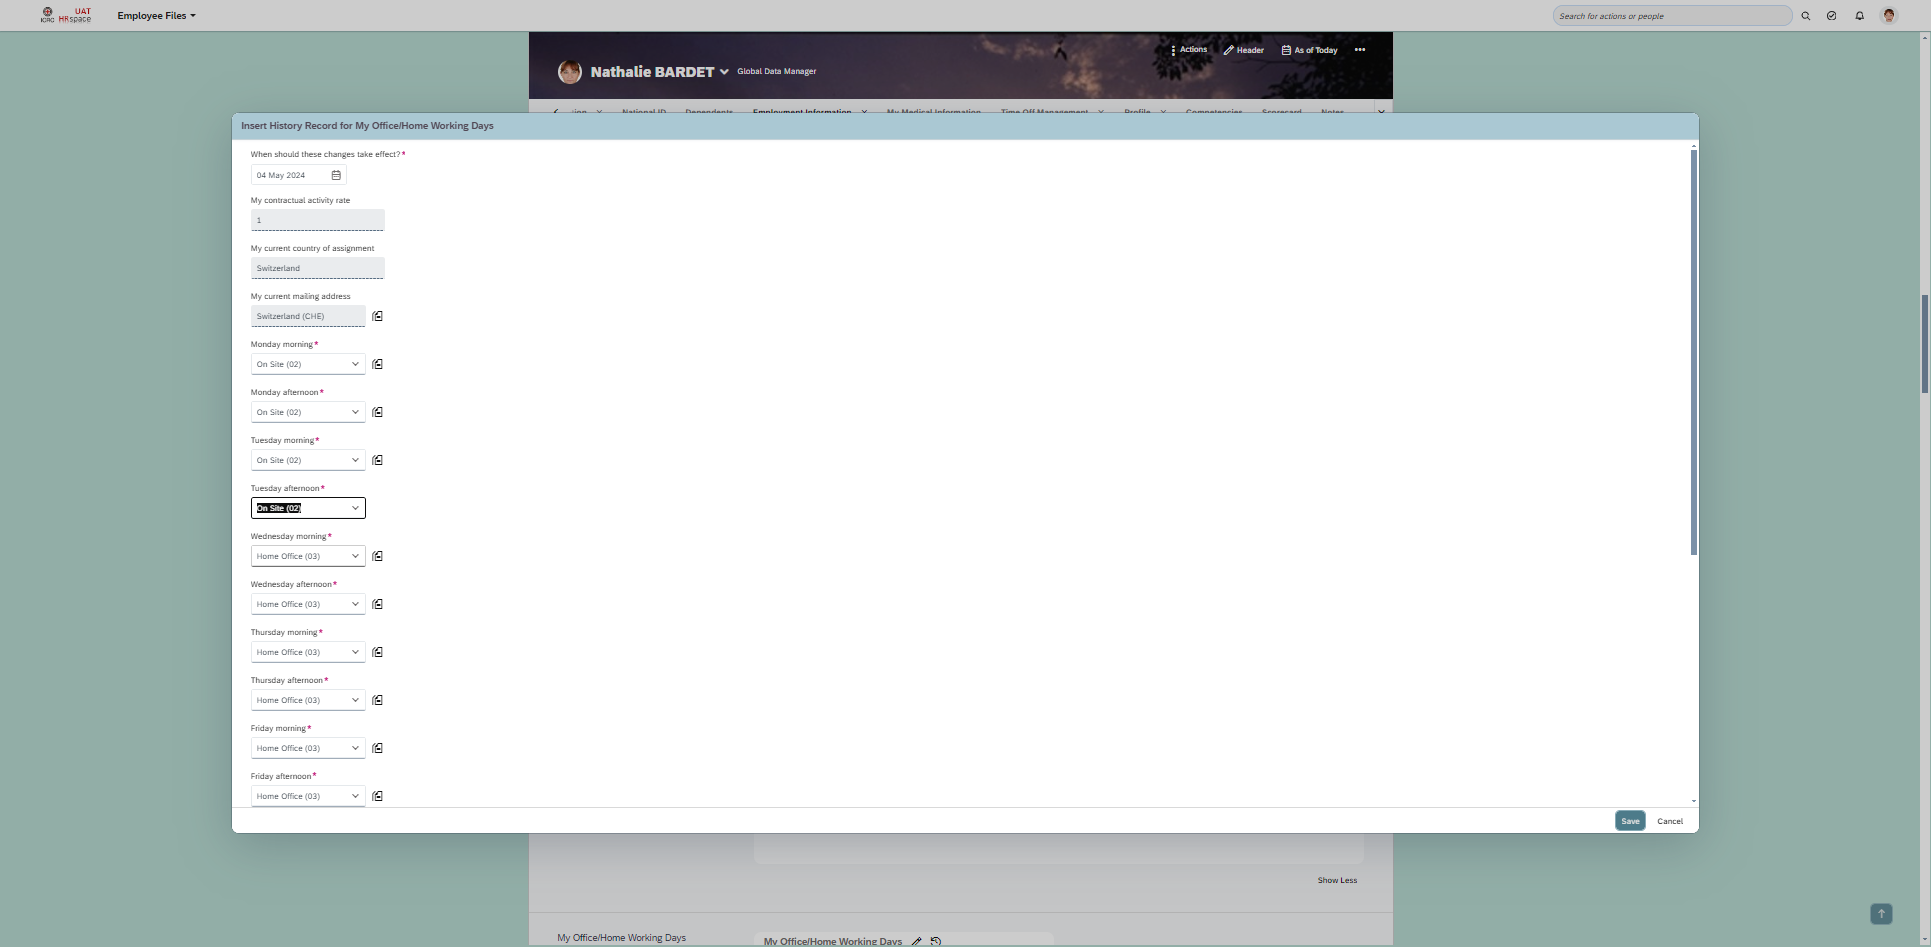 ICRC
UAT
HRspace
Employee Files
Search for actions or people
Actions
Header
As of Today
Nathalie BARDET
Global Data Manager
National ID
Dependents
Employment Information
My Medical Information
Time Off Management
Profile
Competencies
Scorecard
Notes
Insert History Record for My Office/Home Working Days
When should these changes take effect?*
04 May 2024
My contractual activity rate
1
My current country of assignment
Switzerland
My current mailing address
Switzerland (CHE)
Monday morning*
On Site (02)
Monday afternoon*
On Site (02)
Tuesday morning*
On Site (02)
Tuesday afternoon*
On Site (02)
Wednesday morning*
Home Office (03)
Wednesday afternoon*
Home Office (03)
Thursday morning*
Home Office (03)
Thursday afternoon*
Home Office (03)
Friday morning*
Home Office (03)
Friday afternoon*
Home Office (03)
Save
Cancel
Show Less
My Office/Home Working Days
My Office/Home Working Days